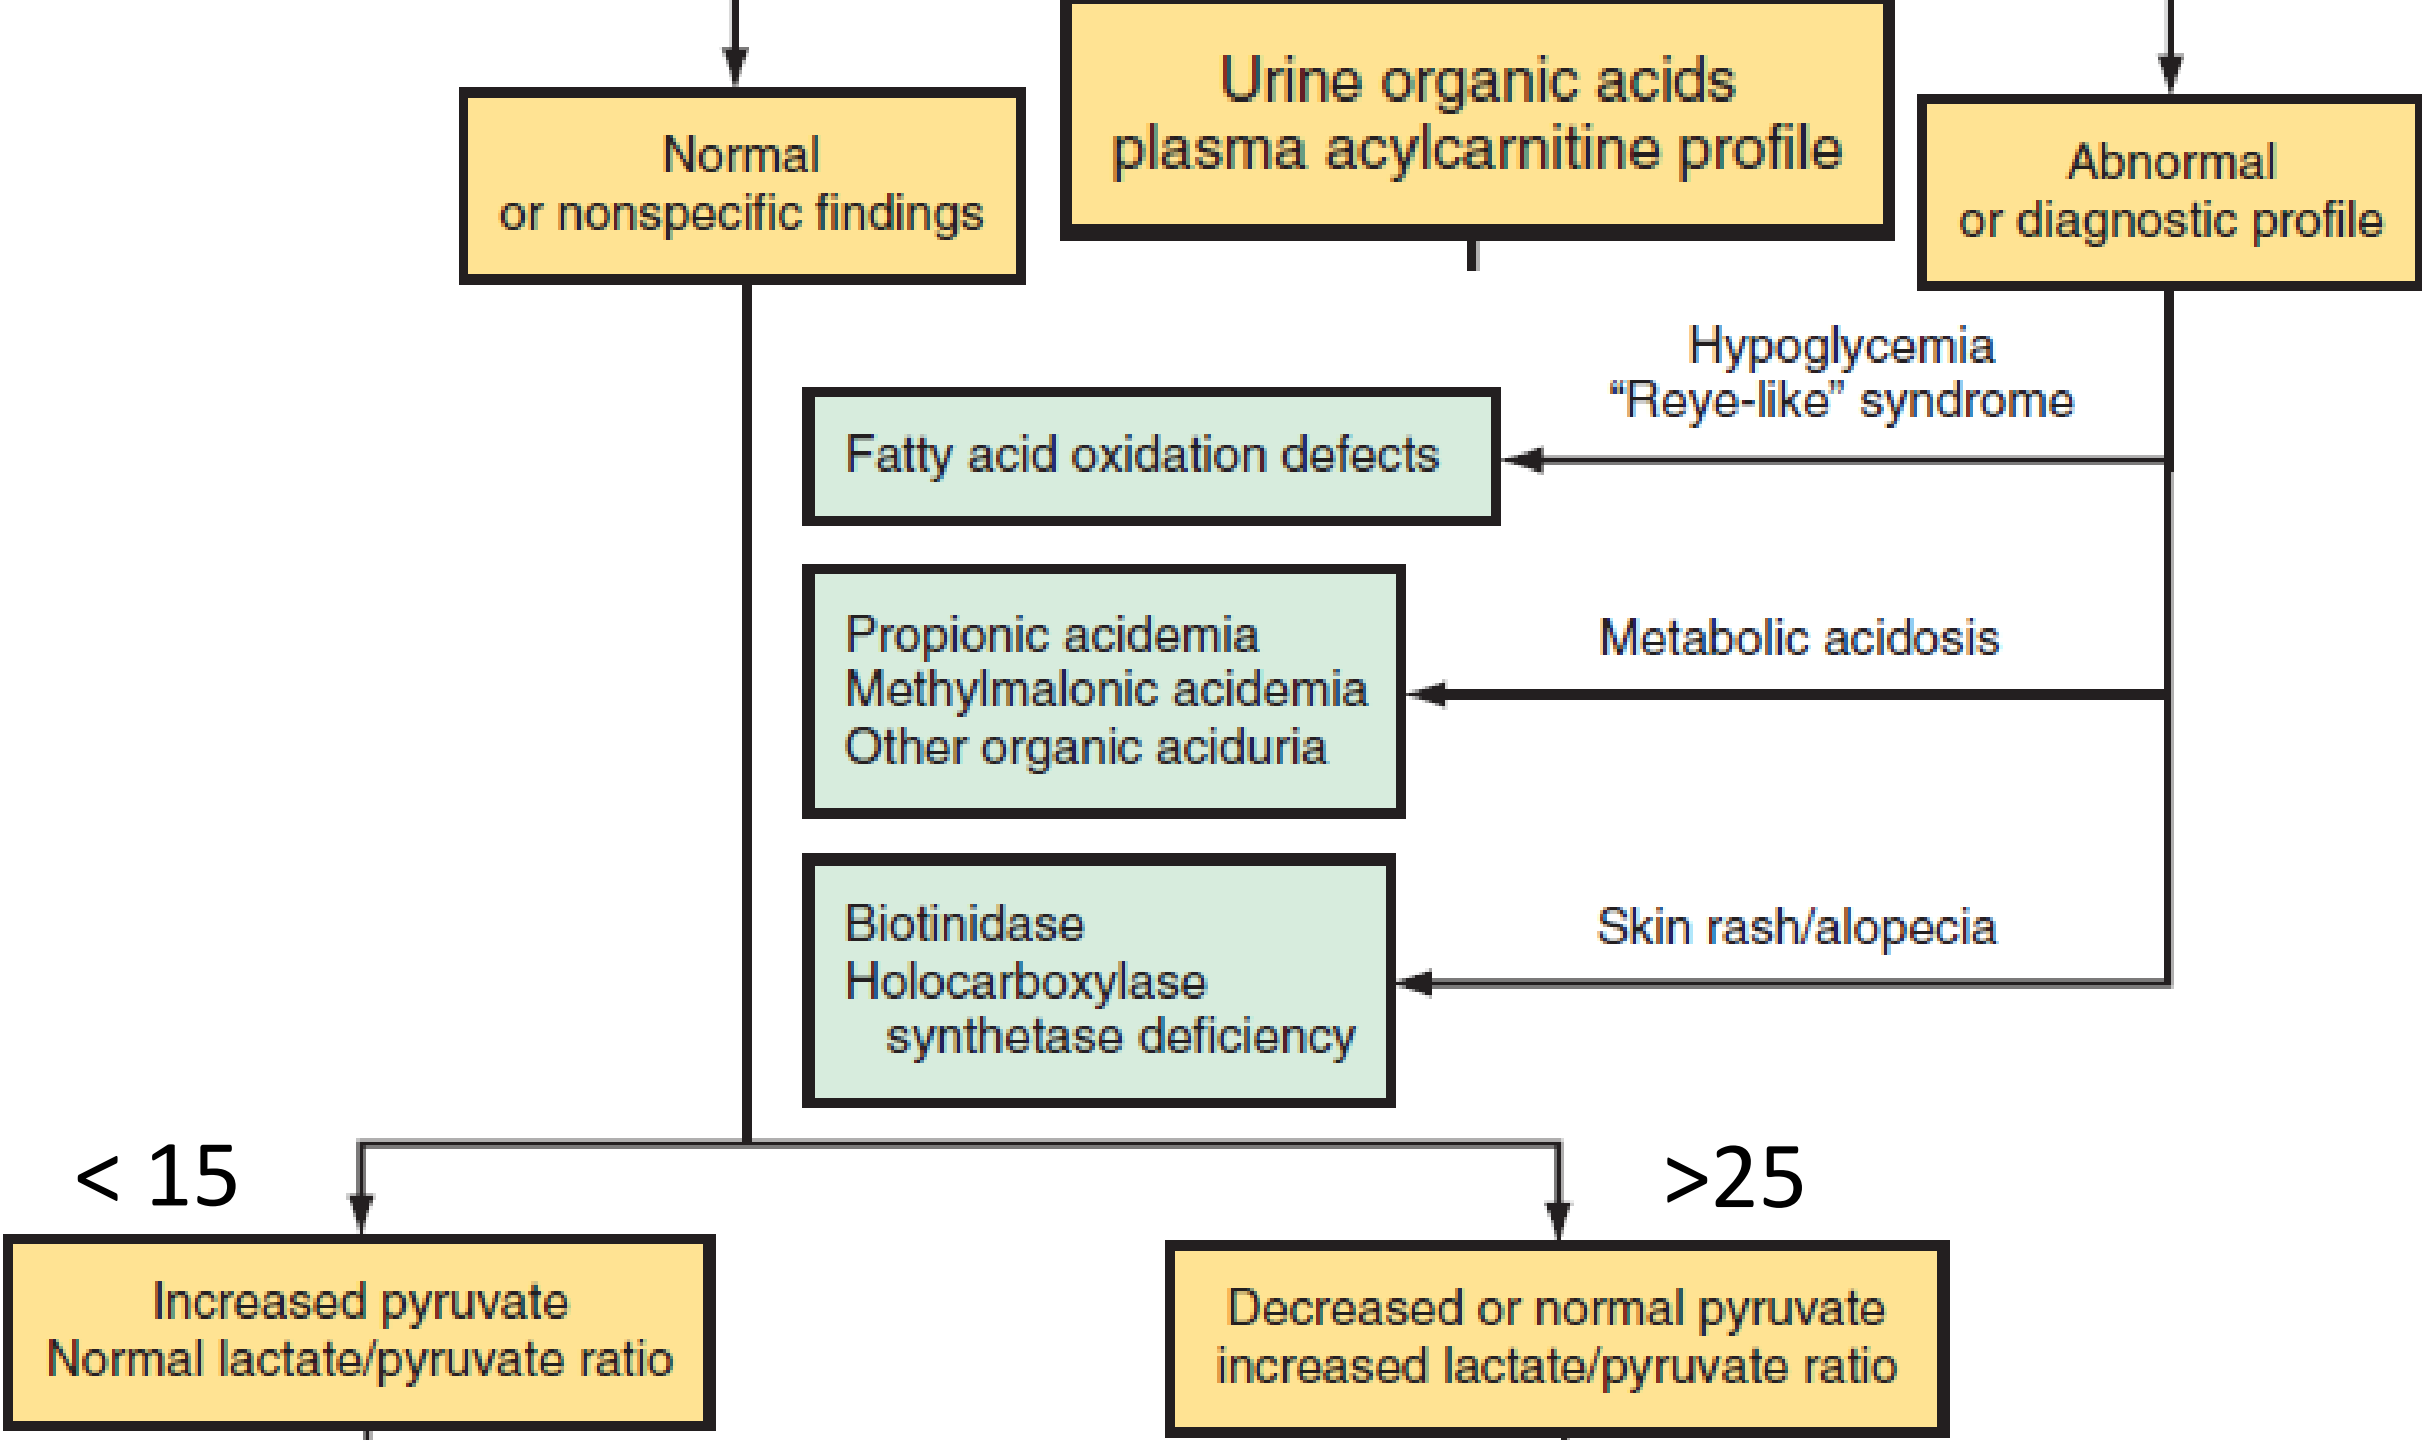 Urine organic acids
plasma acylcarnitine profile
Normal
or nonspecific findings
Abnormal
or diagnostic profile
Hypoglycemia
“Reye-like” syndrome
Fatty acid oxidation defects
Propionic acidemia
Methylmalonic acidemia
Other organic aciduria
Metabolic acidosis
Biotinidase
Holocarboxylase
synthetase deficiency
Skin rash/alopecia
< 15
>25
Increased pyruvate
Normal lactate/pyruvate ratio
Decreased or normal pyruvate
increased lactate/pyruvate ratio